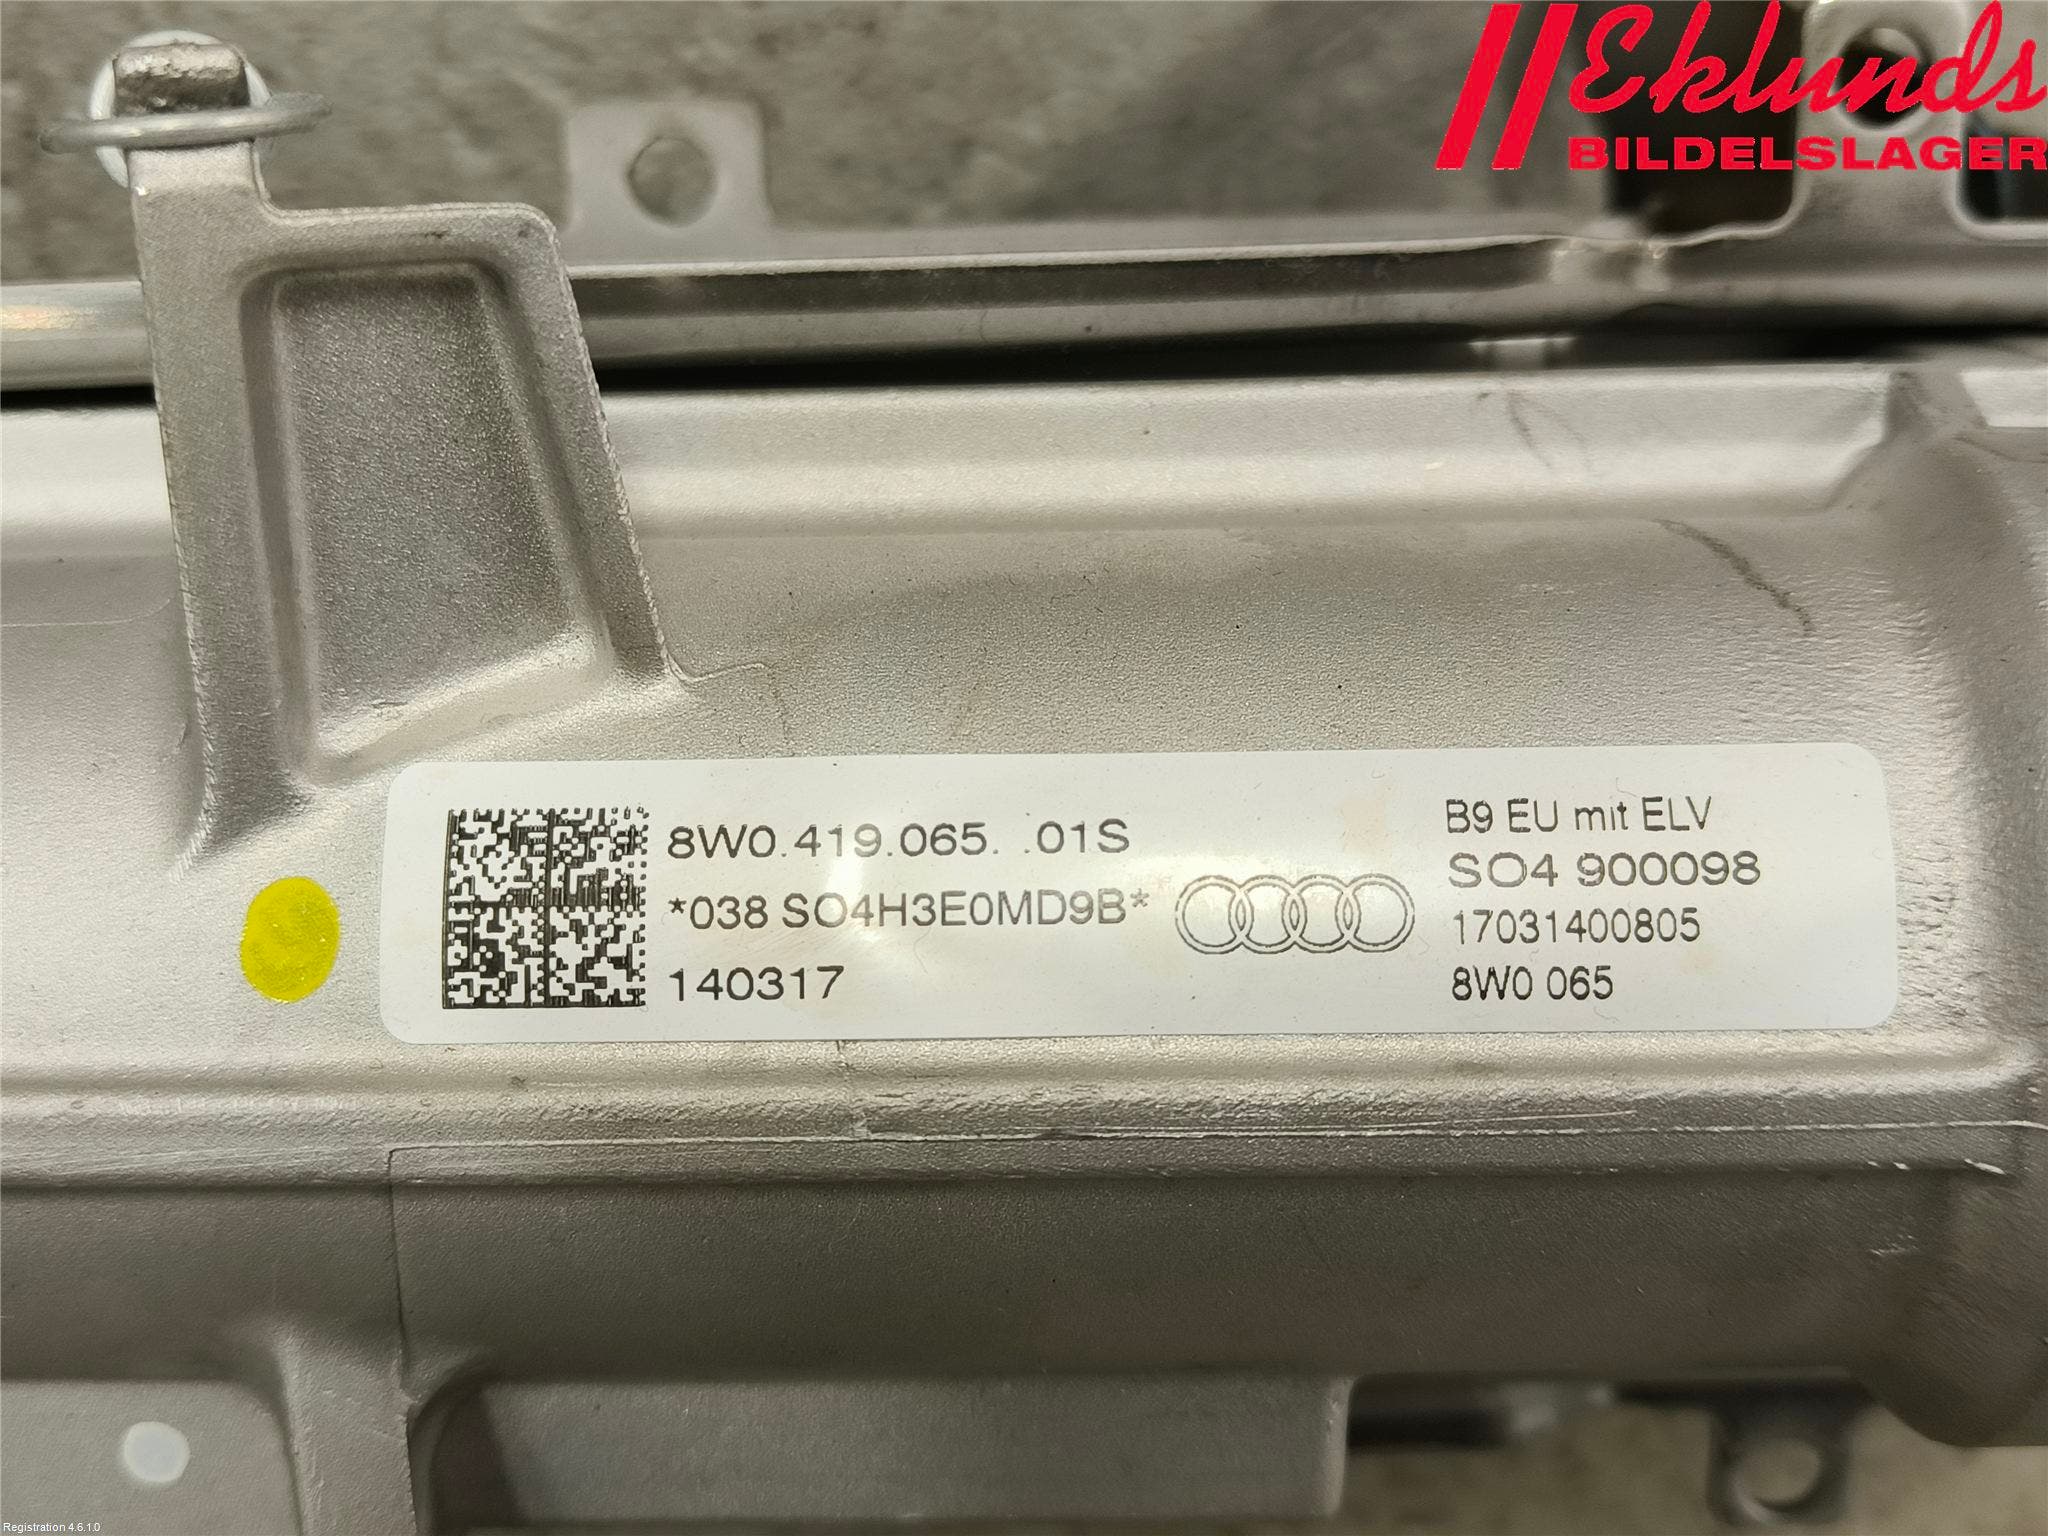 Eklunds
BILDELSLAGER
8W0.419.065. .01S
*038 SO4H3E0MD9B*
140317
B9 EU mit ELV
SO4 900098
17031400805
8W0 065
Registration 4.6.1.0